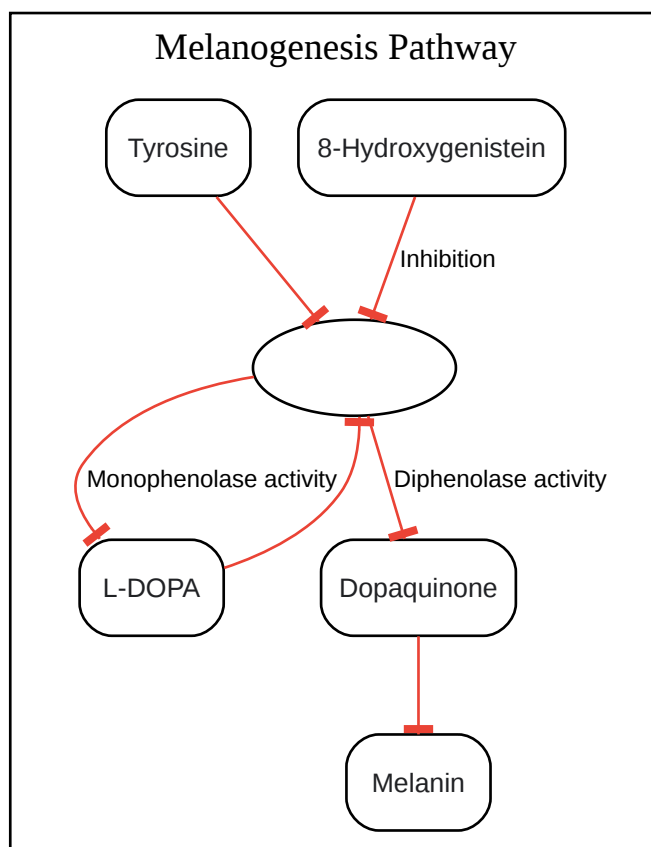 Melanogenesis Pathway
Tyrosine
8-Hydroxygenistein
Inhibition
Monophenolase activity
Diphenolase activity
L-DOPA
Dopaquinone
Melanin